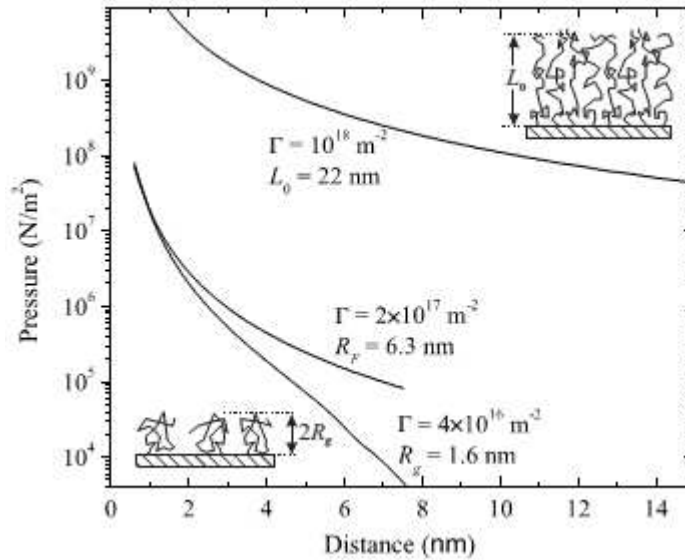 10⁹
10⁸
10⁷
10⁶
10⁵
10⁴
Pressure (N/m²)
L₀
Γ = 10¹⁸ m⁻²
L₀ = 22 nm
Γ = 2×10¹⁷ m⁻²
R_F = 6.3 nm
Γ = 4×10¹⁶ m⁻²
R_g = 1.6 nm
2R_g
0 2 4 6 8 10 12 14
Distance (nm)